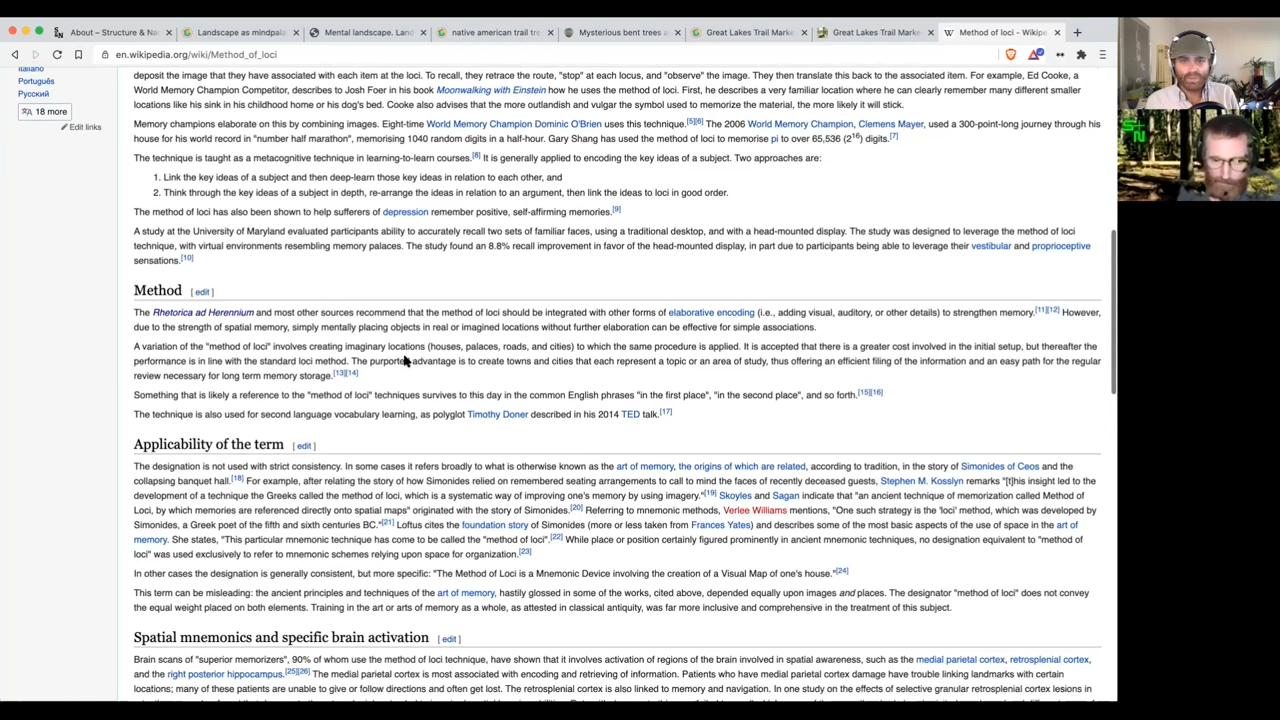 About – Structure & Na
Landscape as mindpala
Mental landscape. Lan
native american trail tre
Mysterious bent trees a
Great Lakes Trail Marke
Great Lakes Trail Marke
Method of loci - Wikipe
en.wikipedia.org/wiki/Method_of_loci
Italiano
Português
Русский
18 more
Edit links
deposit the image that they have associated with each item at the loci. To recall, they retrace the route, "stop" at each locus, and "observe" the image. They then translate this back to the associated item. For example, Ed Cooke, a
World Memory Champion Competitor, describes to Josh Foer in his book Moonwalking with Einstein how he uses the method of loci. First, he describes a very familiar location where he can clearly remember many different smaller
locations like his sink in his childhood home or his dog's bed. Cooke also advises that the more outlandish and vulgar the symbol used to memorize the material, the more likely it will stick.
Memory champions elaborate on this by combining images. Eight-time World Memory Champion Dominic O'Brien uses this technique.[5][6] The 2006 World Memory Champion, Clemens Mayer, used a 300-point-long journey through his
house for his world record in "number half marathon", memorising 1040 random digits in a half-hour. Gary Shang has used the method of loci to memorise pi to over 65,536 (2^16) digits.[7]
The technique is taught as a metacognitive technique in learning-to-learn courses.[8] It is generally applied to encoding the key ideas of a subject. Two approaches are:
1. Link the key ideas of a subject and then deep-learn those key ideas in relation to each other, and
2. Think through the key ideas of a subject in depth, re-arrange the ideas in relation to an argument, then link the ideas to loci in good order.
The method of loci has also been shown to help sufferers of depression remember positive, self-affirming memories.[9]
A study at the University of Maryland evaluated participants ability to accurately recall two sets of familiar faces, using a traditional desktop, and with a head-mounted display. The study was designed to leverage the method of loci
technique, with virtual environments resembling memory palaces. The study found an 8.8% recall improvement in favor of the head-mounted display, in part due to participants being able to leverage their vestibular and proprioceptive
sensations.[10]
Method [ edit ]
The Rhetorica ad Herennium and most other sources recommend that the method of loci should be integrated with other forms of elaborative encoding (i.e., adding visual, auditory, or other details) to strengthen memory.[11][12] However,
due to the strength of spatial memory, simply mentally placing objects in real or imagined locations without further elaboration can be effective for simple associations.
A variation of the "method of loci" involves creating imaginary locations (houses, palaces, roads, and cities) to which the same procedure is applied. It is accepted that there is a greater cost involved in the initial setup, but thereafter the
performance is in line with the standard loci method. The purported advantage is to create towns and cities that each represent a topic or an area of study, thus offering an efficient filing of the information and an easy path for the regular
review necessary for long term memory storage.[13][14]
Something that is likely a reference to the "method of loci" techniques survives to this day in the common English phrases "in the first place", "in the second place", and so forth.[15][16]
The technique is also used for second language vocabulary learning, as polyglot Timothy Doner described in his 2014 TED talk.[17]
Applicability of the term [ edit ]
The designation is not used with strict consistency. In some cases it refers broadly to what is otherwise known as the art of memory, the origins of which are related, according to tradition, in the story of Simonides of Ceos and the
collapsing banquet hall.[18] For example, after relating the story of how Simonides relied on remembered seating arrangements to call to mind the faces of recently deceased guests, Stephen M. Kosslyn remarks "[t]his insight led to the
development of a technique the Greeks called the method of loci, which is a systematic way of improving one's memory by using imagery."[19] Skoyles and Sagan indicate that "an ancient technique of memorization called Method of
Loci, by which memories are referenced directly onto spatial maps" originated with the story of Simonides.[20] Referring to mnemonic methods, Verlee Williams mentions, "One such strategy is the 'loci' method, which was developed by
Simonides, a Greek poet of the fifth and sixth centuries BC."[21] Loftus cites the foundation story of Simonides (more or less taken from Frances Yates) and describes some of the most basic aspects of the use of space in the art of
memory. She states, "This particular mnemonic technique has come to be called the "method of loci".[22] While place or position certainly figured prominently in ancient mnemonic techniques, no designation equivalent to "method of
loci" was used exclusively to refer to mnemonic schemes relying upon space for organization.[23]
In other cases the designation is generally consistent, but more specific: "The Method of Loci is a Mnemonic Device involving the creation of a Visual Map of one's house."[24]
This term can be misleading: the ancient principles and techniques of the art of memory, hastily glossed in some of the works, cited above, depended equally upon images and places. The designator "method of loci" does not convey
the equal weight placed on both elements. Training in the art or arts of memory as a whole, as attested in classical antiquity, was far more inclusive and comprehensive in the treatment of this subject.
Spatial mnemonics and specific brain activation [ edit ]
Brain scans of "superior memorizers", 90% of whom use the method of loci technique, have shown that it involves activation of regions of the brain involved in spatial awareness, such as the medial parietal cortex, retrosplenial cortex,
and the right posterior hippocampus.[25][26] The medial parietal cortex is most associated with encoding and retrieving of information. Patients who have medial parietal cortex damage have trouble linking landmarks with certain
locations; many of these patients are unable to give or follow directions and often get lost. The retrosplenial cortex is also linked to memory and navigation. In one study on the effects of selective granular retrosplenial cortex lesions in